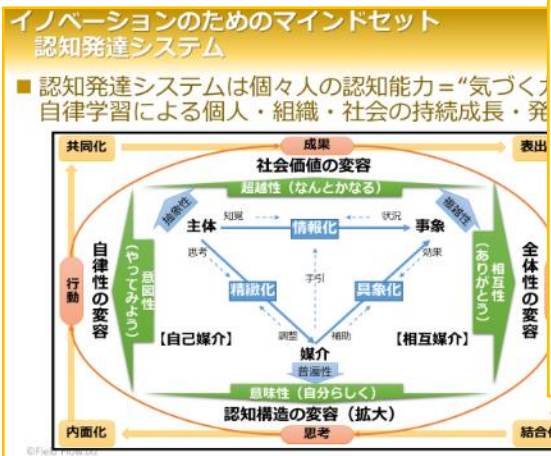 イノベーションのためのマインドセット
認知発達システム
■ 認知発達システムは個々人の認知能力＝“気づく
自律学習による個人・組織・社会の持続成長・発
共同化
成果
表出
社会価値の変容
超越性（なんとかなる）
抽象性
複雑性
主体
知覚
情報化
状況
事象
自律性の変容
意図性
（やってみよう）
思考
効果
相互性
（ありがとう）
全体性の変容
行動
手引
精緻化
具象化
【自己媒介】
調整
補助
【相互媒介】
媒介
普遍性
意味性（自分らしく）
認知構造の変容（拡大）
内面化
思考
結合
©Field Flow.biz